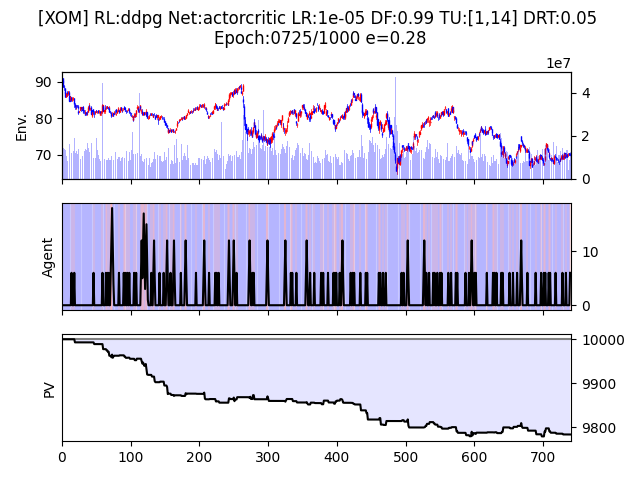 [XOM] RL:ddpg Net:actorcritic LR:1e-05 DF:0.99 TU:[1,14] DRT:0.05
Epoch:0725/1000 e=0.28
1e7
Env.
90
80
70
4
2
0
Agent
10
0
PV
10000
9900
9800
0 100 200 300 400 500 600 700